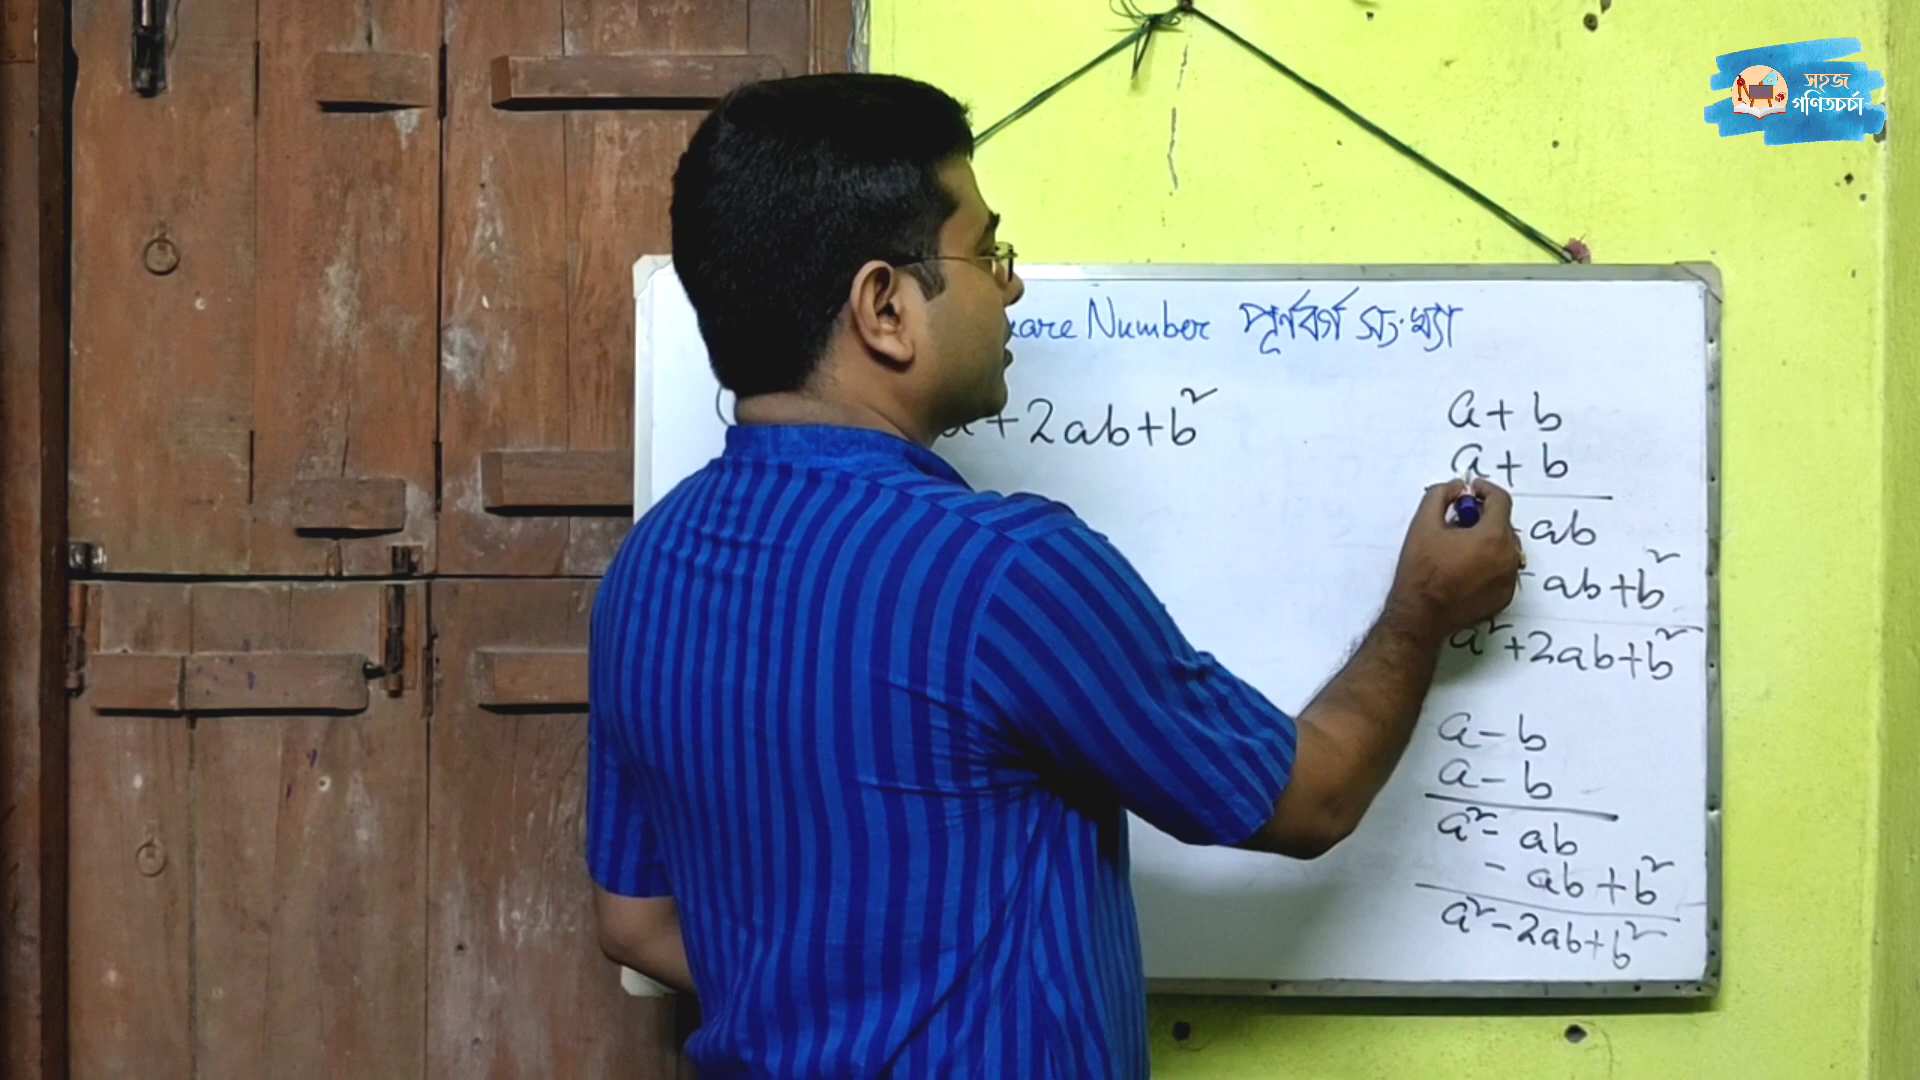 সহজ
গণিতচর্চা
Number পূর্ণবর্গ সংখ্যা
+2ab+b²
a+b
a+b
ab
+ab+b²
a²+2ab+b²
a-b
a-b
a²-ab
-ab+b²
a²-2ab+b²